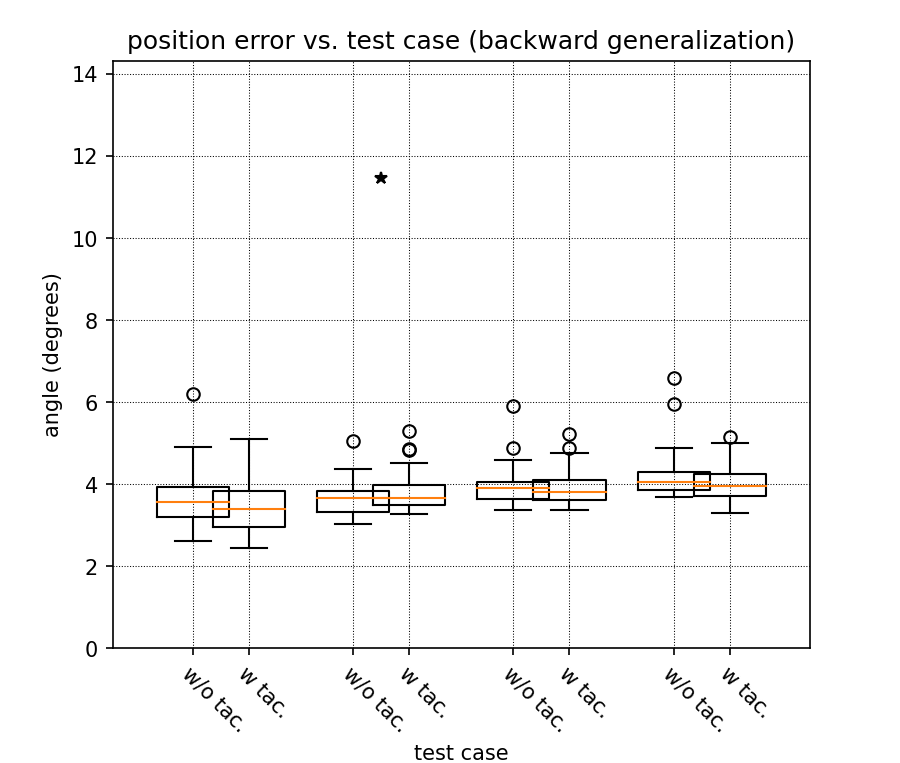 position error vs. test case (backward generalization)
14
12
10
8
6
4
2
0
angle (degrees)
w/o tac.
w tac.
w/o tac.
w tac.
w/o tac.
w tac.
w/o tac.
w tac.
test case